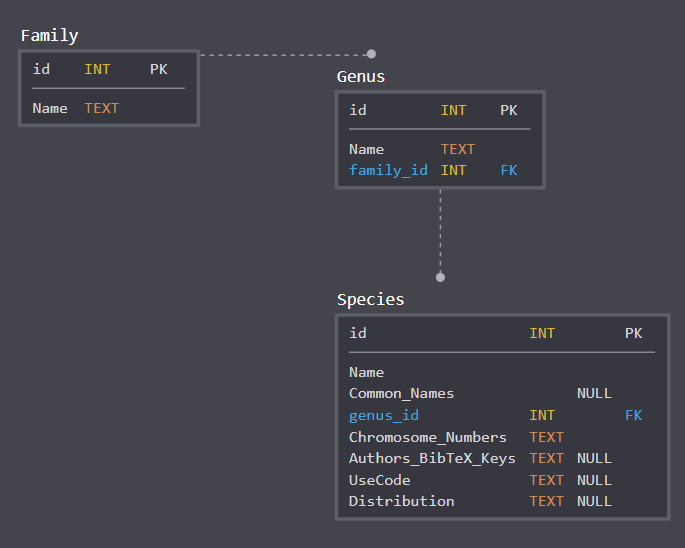 Family
id INT PK
Name TEXT
Genus
id INT PK
Name TEXT
family_id INT FK
Species
id INT PK
Name
Common_Names NULL
genus_id INT FK
Chromosome_Numbers TEXT
Authors_BibTeX_Keys TEXT NULL
UseCode TEXT NULL
Distribution TEXT NULL